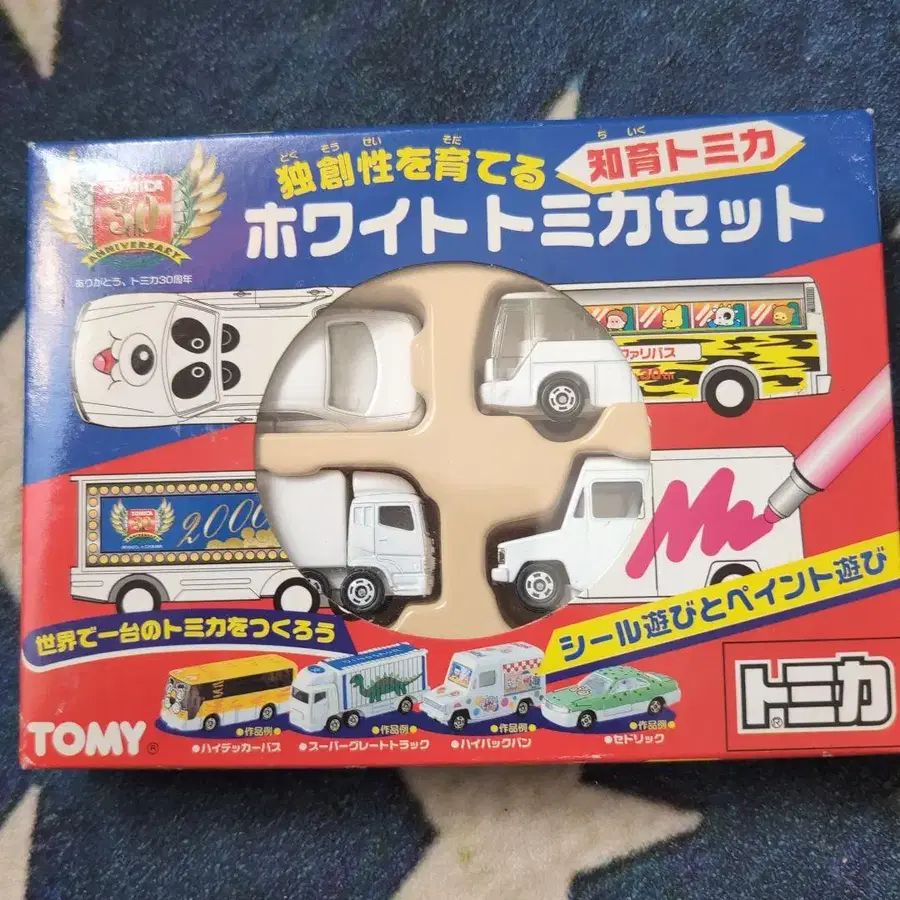 どく そう せい そだ
独創性を育てる
ち いく
知育トミカ
ホワイトトミカセット
TOMICA
30th
ANNIVERSARY
ありがとう、トミカ30周年
ファリバス
30TH
TOMICA
30
2000
世界で一台のトミカをつくろう
シール遊びとペイント遊び
TOMY®
作品例
ハイデッカーバス
作品例
スーパーグレートトラック
作品例
ハイバックバン
作品例
セドリック
トミカ®